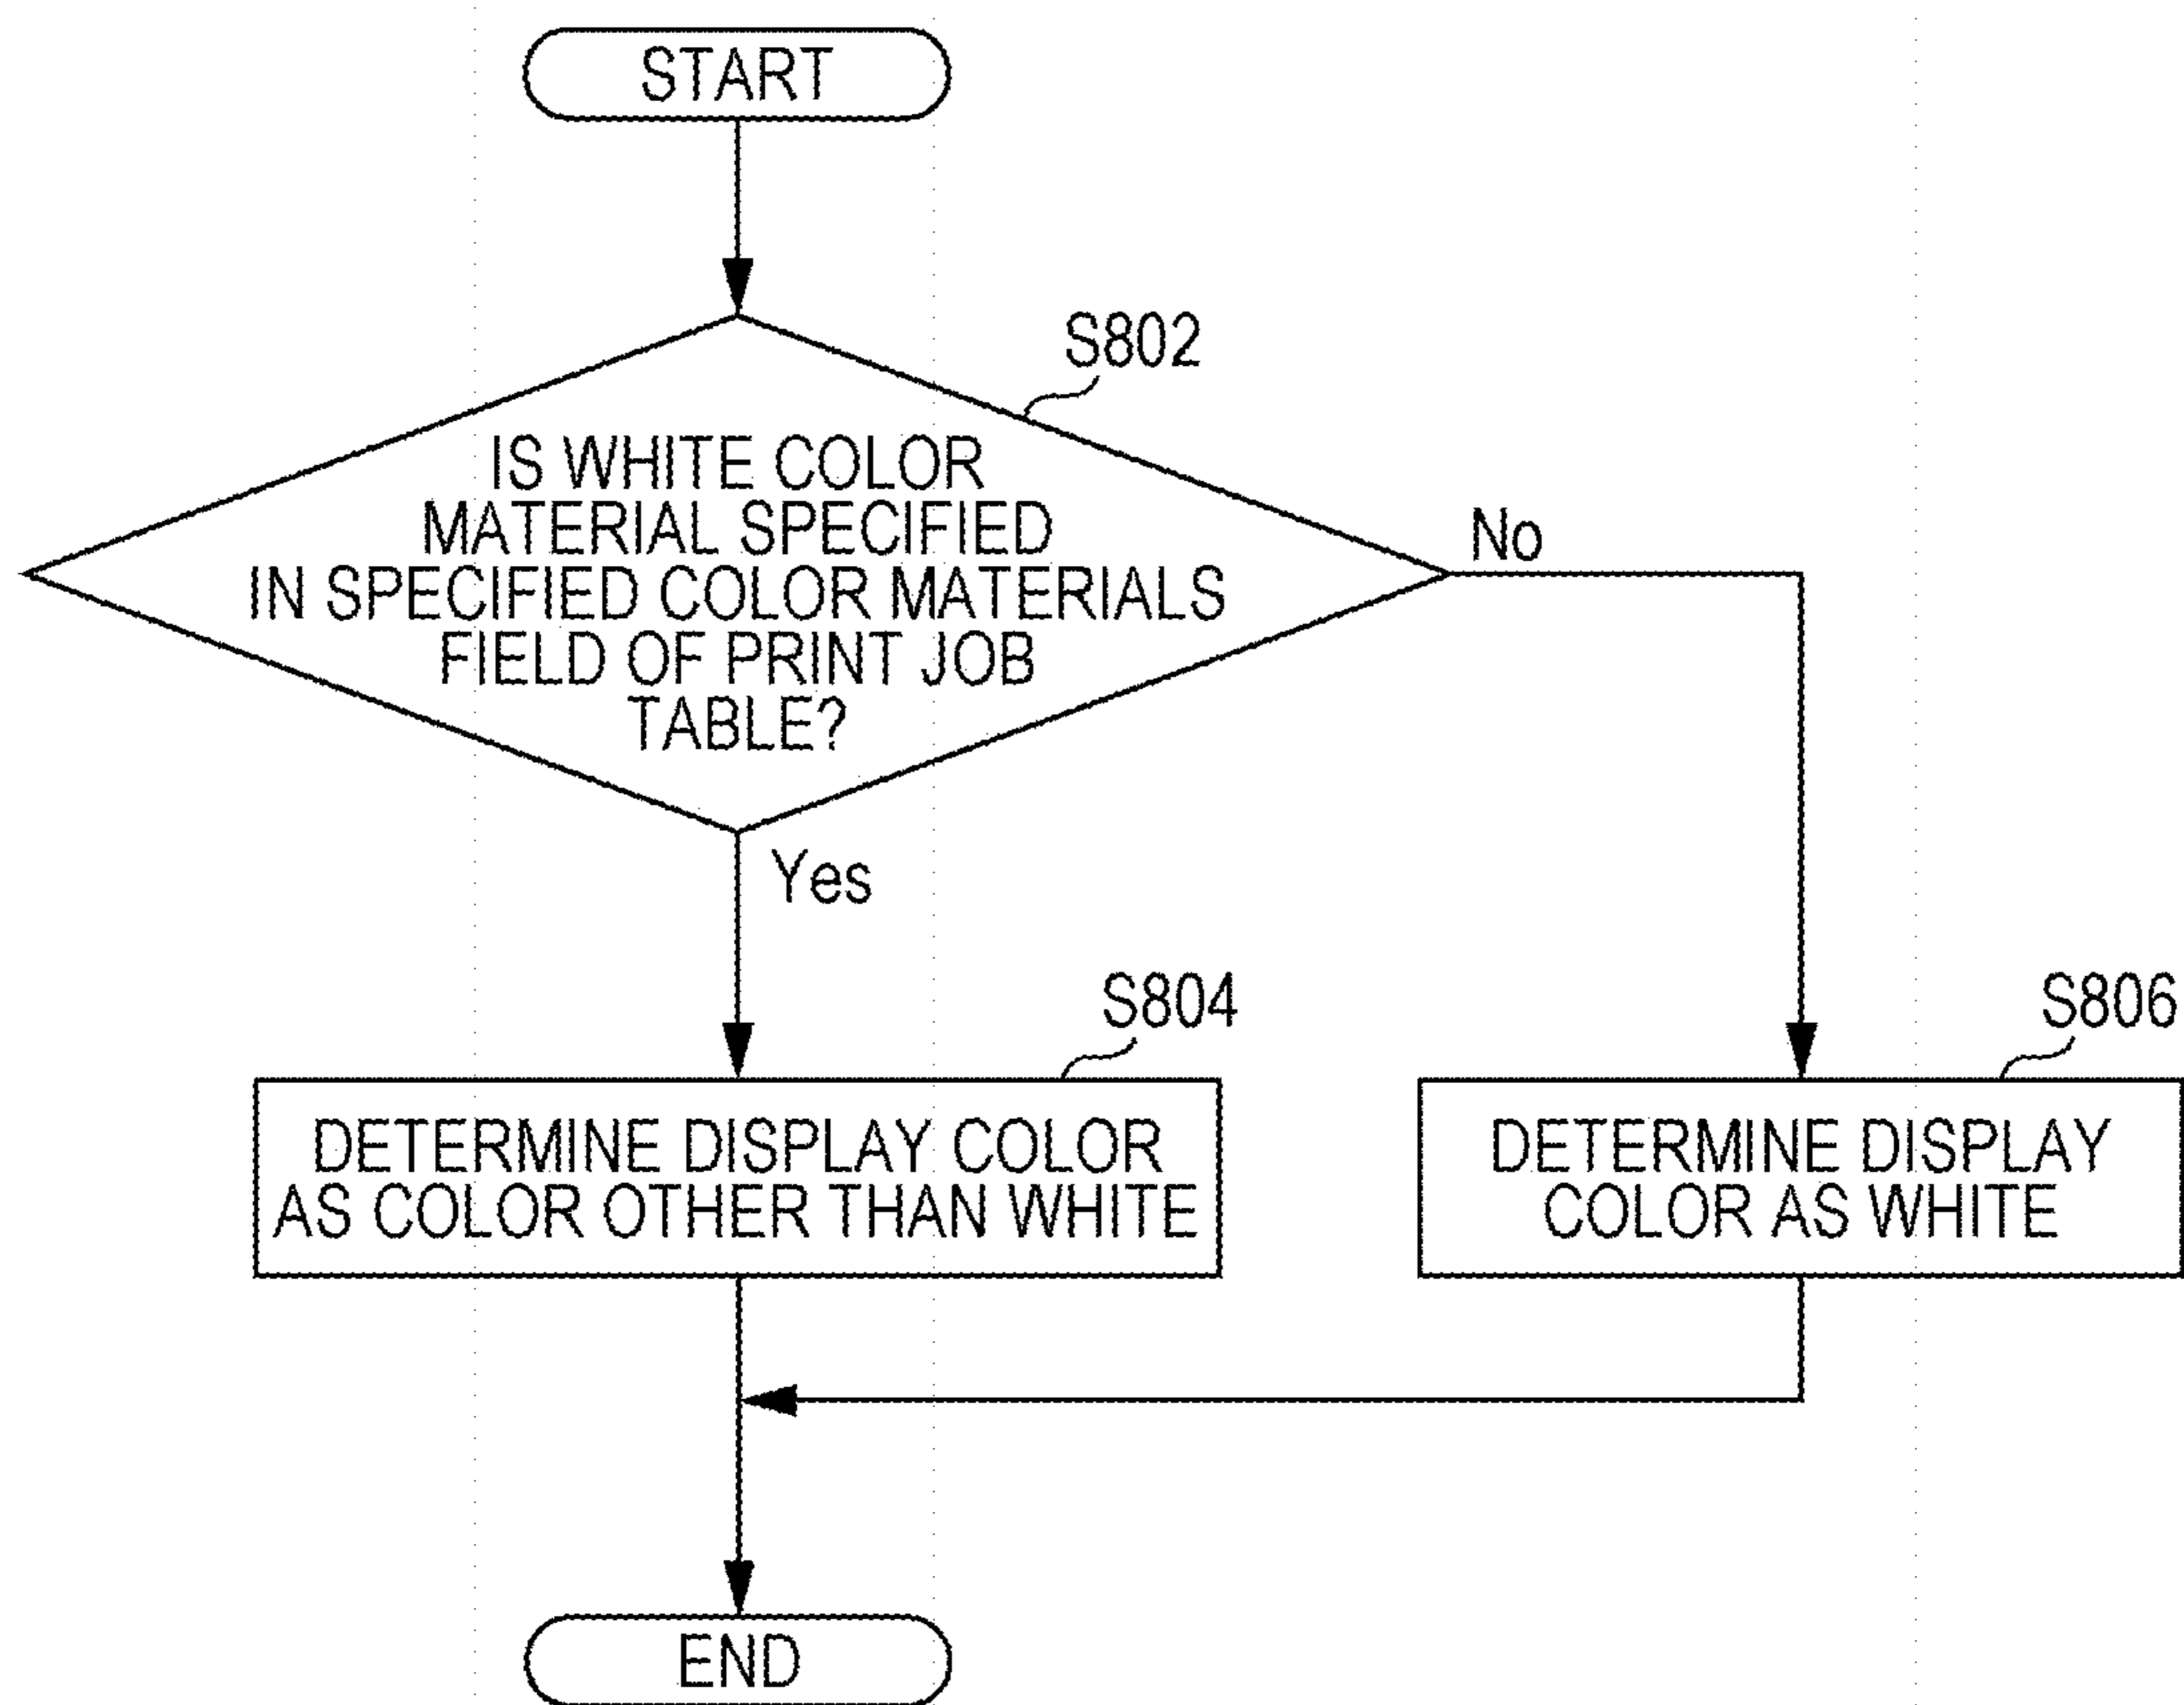 START
S802
IS WHITE COLOR
MATERIAL SPECIFIED
IN SPECIFIED COLOR MATERIALS
FIELD OF PRINT JOB
TABLE?
No
Yes
S804
DETERMINE DISPLAY COLOR
AS COLOR OTHER THAN WHITE
S806
DETERMINE DISPLAY
COLOR AS WHITE
END